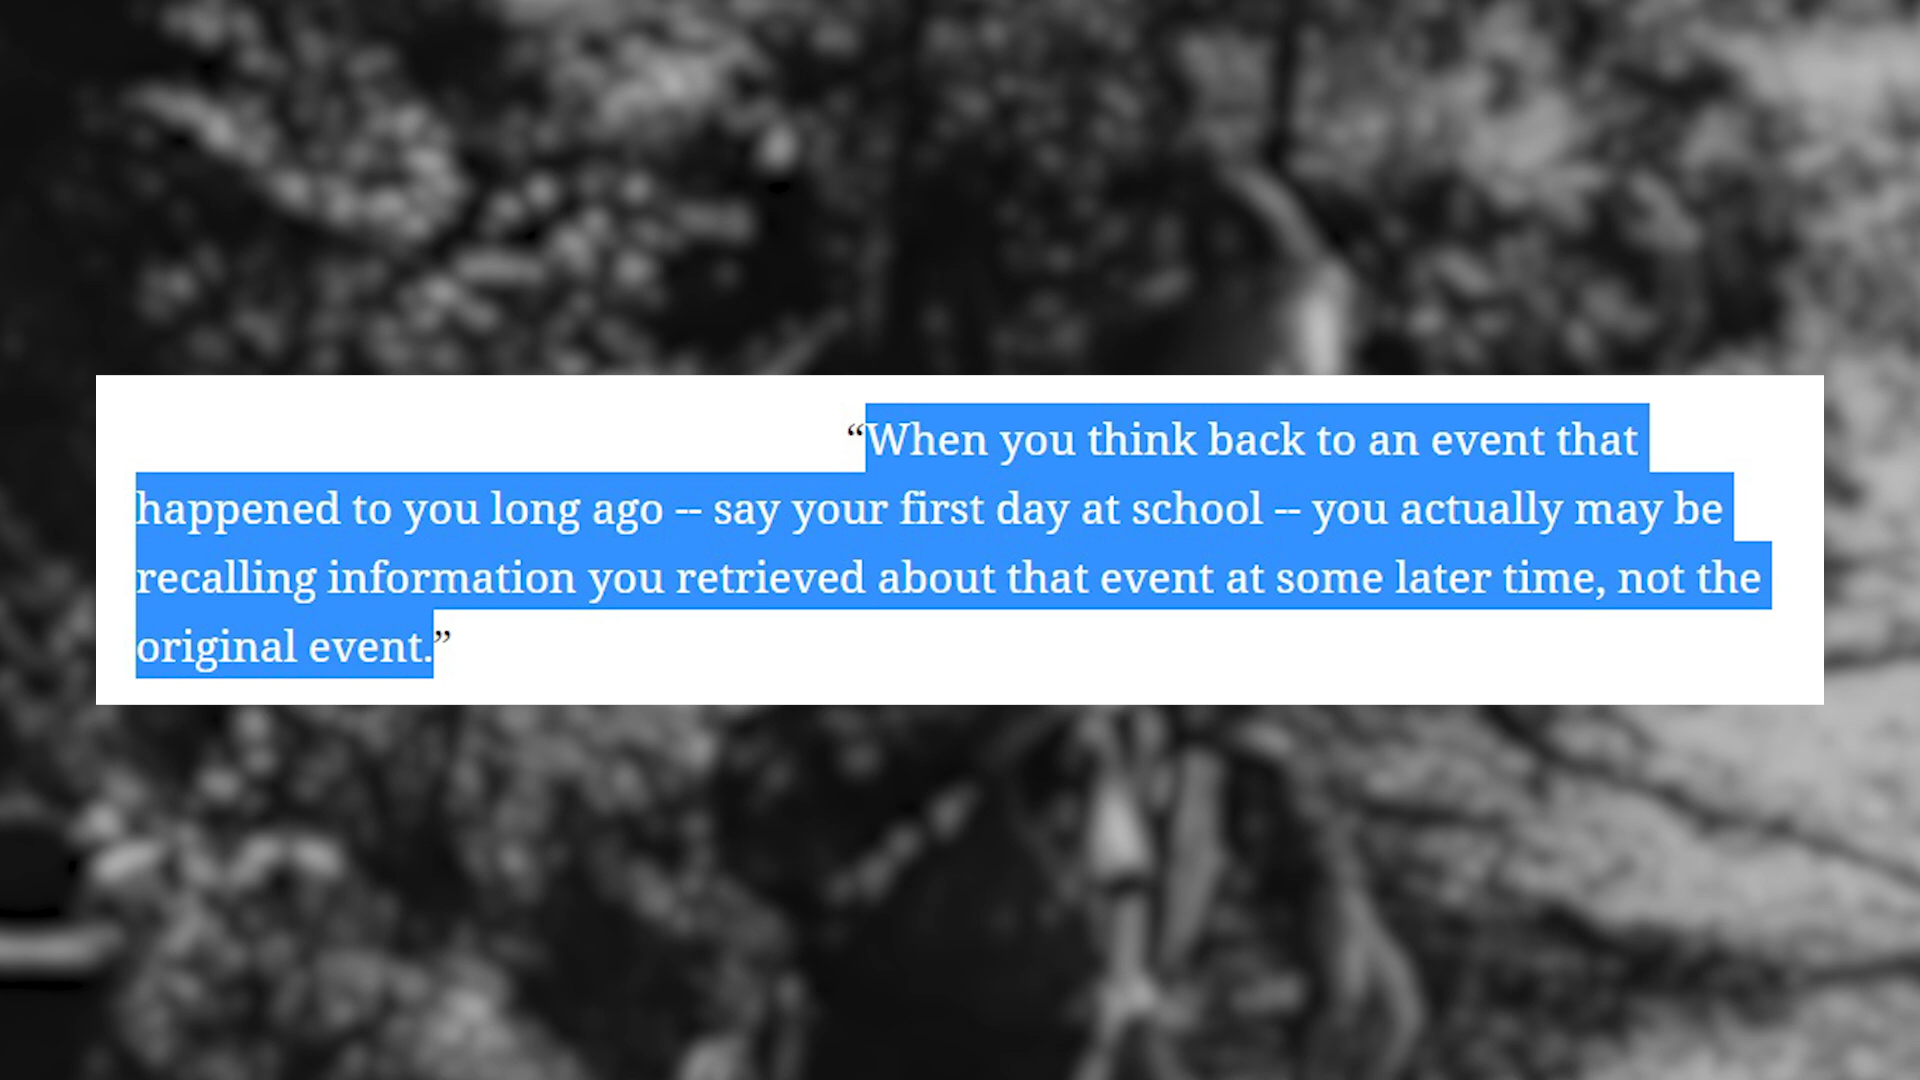 “When you think back to an event that
happened to you long ago -- say your first day at school -- you actually may be
recalling information you retrieved about that event at some later time, not the
original event.”